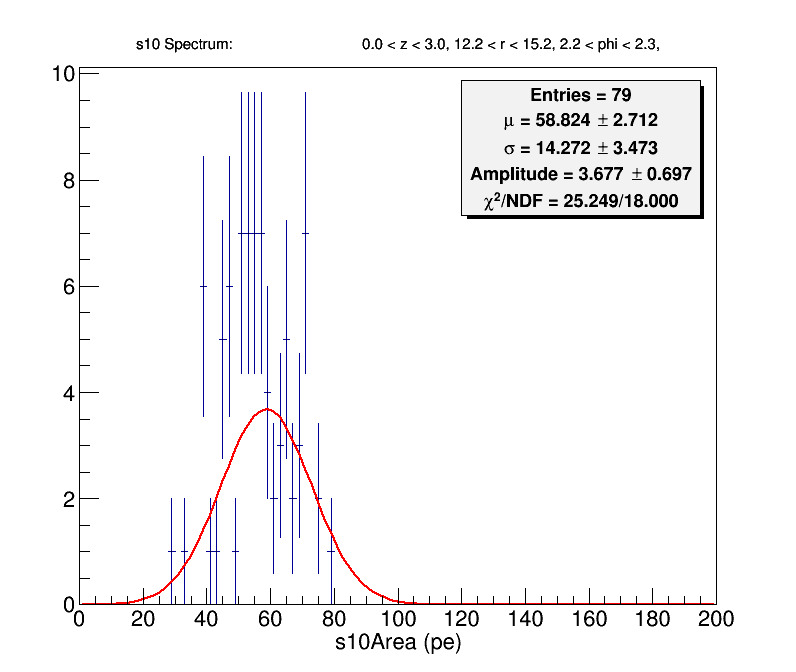 s10 Spectrum: 0.0 < z < 3.0, 12.2 < r < 15.2, 2.2 < phi < 2.3,
Entries = 79
μ = 58.824 ± 2.712
σ = 14.272 ± 3.473
Amplitude = 3.677 ± 0.697
χ²/NDF = 25.249/18.000
10
8
6
4
2
0
0 20 40 60 80 100 120 140 160 180 200
s10Area (pe)